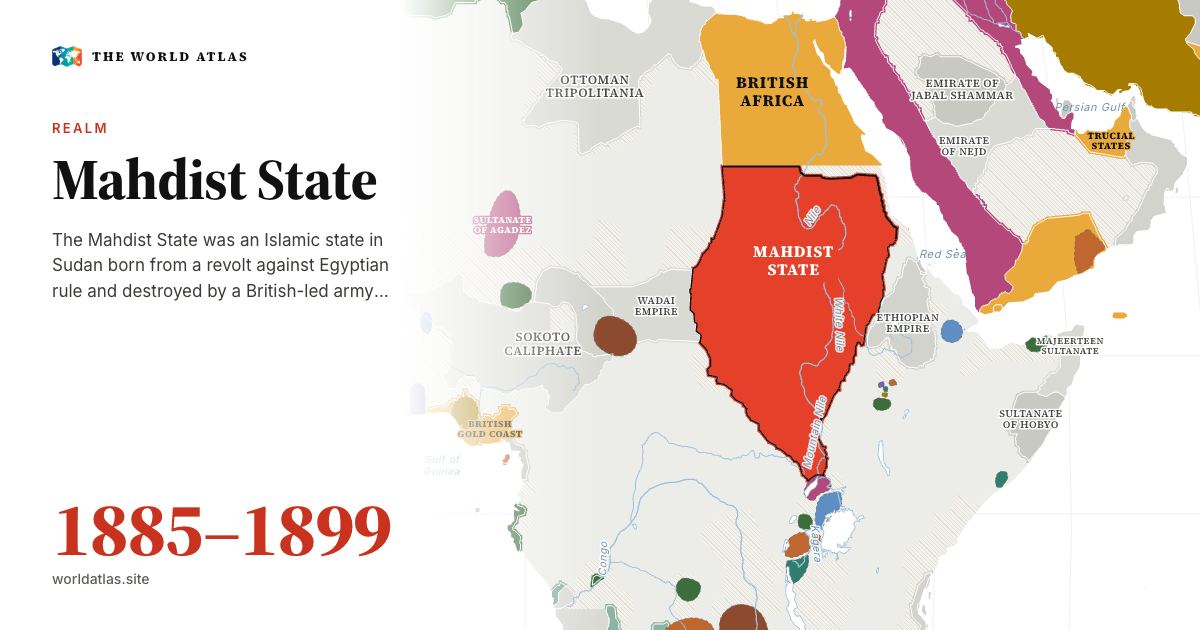 THE WORLD ATLAS
REALM
Mahdist State
The Mahdist State was an Islamic state in
Sudan born from a revolt against Egyptian
rule and destroyed by a British-led army…
1885–1899
worldatlas.site
OTTOMAN
TRIPOLITANIA
BRITISH
AFRICA
EMIRATE OF
JABAL SHAMMAR
Persian Gulf
TRUCIAL
STATES
EMIRATE
OF NEJD
SULTANATE
OF AGADEZ
Nile
MAHDIST
STATE
Red Sea
WADAI
EMPIRE
White Nile
ETHIOPIAN
EMPIRE
SOKOTO
CALIPHATE
MAJEERTEEN
SULTANATE
SULTANATE
OF HOBYO
BRITISH
GOLD COAST
Mountain Nile
Gulf of
Guinea
Kagera
Congo